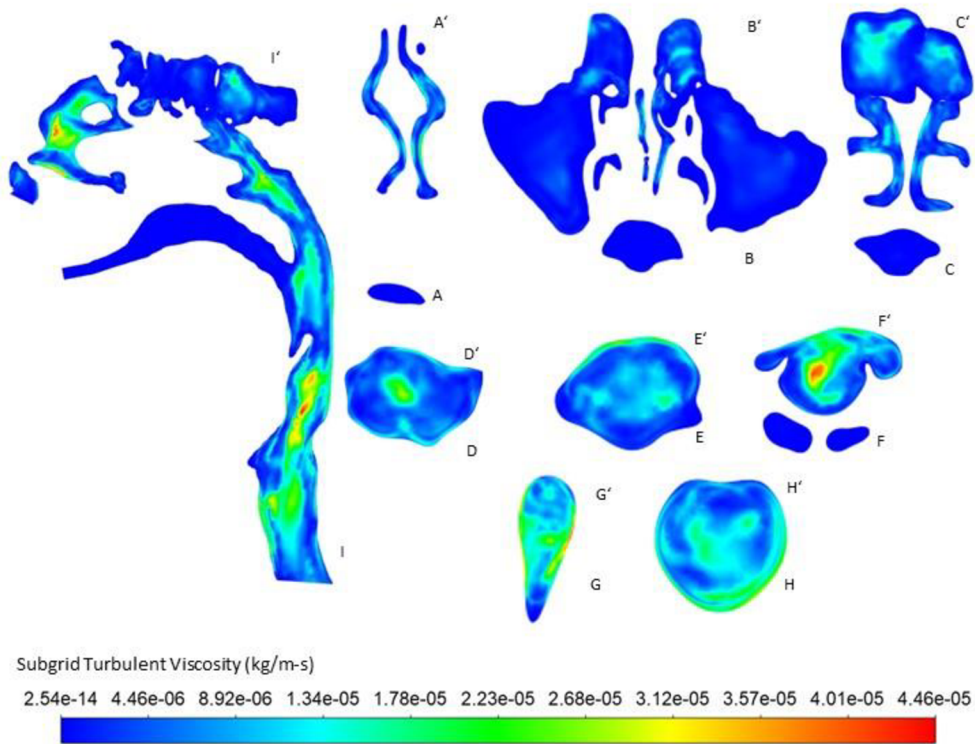 A‘
B‘
C‘
I‘
B
C
A
D‘
E‘
F‘
D
E
F
G‘
H‘
I
G
H
Subgrid Turbulent Viscosity (kg/m-s)
2.54e-14 4.46e-06 8.92e-06 1.34e-05 1.78e-05 2.23e-05 2.68e-05 3.12e-05 3.57e-05 4.01e-05 4.46e-05